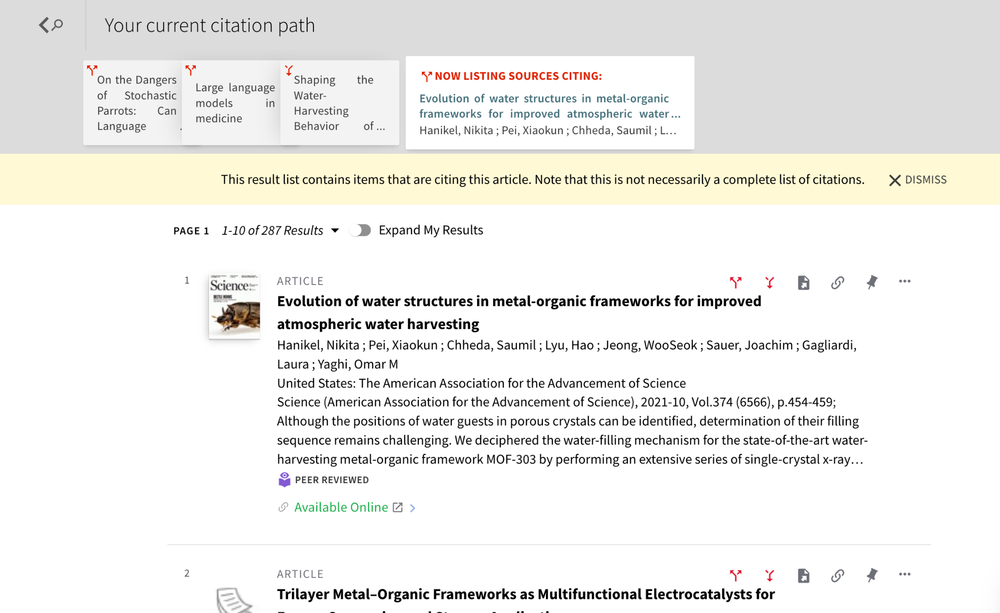 Your current citation path
On the Dangers
of Stochastic
Parrots: Can
Language .
Large language
models in
medicine
Shaping the
Water-
Harvesting
Behavior of ...
NOW LISTING SOURCES CITING:
Evolution of water structures in metal-organic
frameworks for improved atmospheric water...
Hanikel, Nikita ; Pei, Xiaokun ; Chheda, Saumil ; L...
This result list contains items that are citing this article. Note that this is not necessarily a complete list of citations.
DISMISS
PAGE 1 1-10 of 287 Results Expand My Results
1
Science
BEETLE HORNS
ARTICLE
Evolution of water structures in metal-organic frameworks for improved
atmospheric water harvesting
Hanikel, Nikita ; Pei, Xiaokun ; Chheda, Saumil ; Lyu, Hao ; Jeong, WooSeok ; Sauer, Joachim ; Gagliardi,
Laura ; Yaghi, Omar M
United States: The American Association for the Advancement of Science
Science (American Association for the Advancement of Science), 2021-10, Vol.374 (6566), p.454-459;
Although the positions of water guests in porous crystals can be identified, determination of their filling
sequence remains challenging. We deciphered the water-filling mechanism for the state-of-the-art water-
harvesting metal-organic framework MOF-303 by performing an extensive series of single-crystal x-ray...
PEER REVIEWED
Available Online
2
ARTICLE
Trilayer Metal–Organic Frameworks as Multifunctional Electrocatalysts for